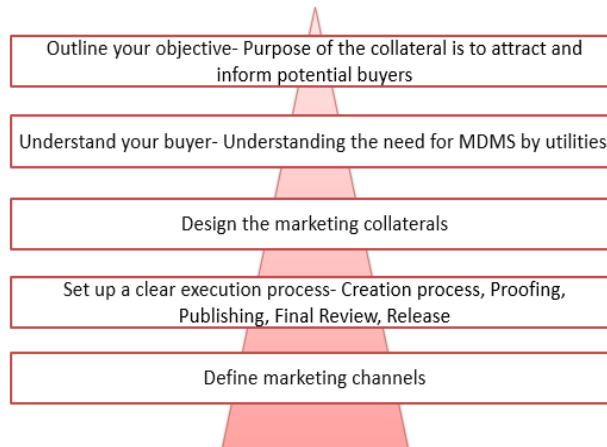 Outline your objective- Purpose of the collateral is to attract and
inform potential buyers
Understand your buyer- Understanding the need for MDMS by utilities
Design the marketing collaterals
Set up a clear execution process- Creation process, Proofing,
Publishing, Final Review, Release
Define marketing channels